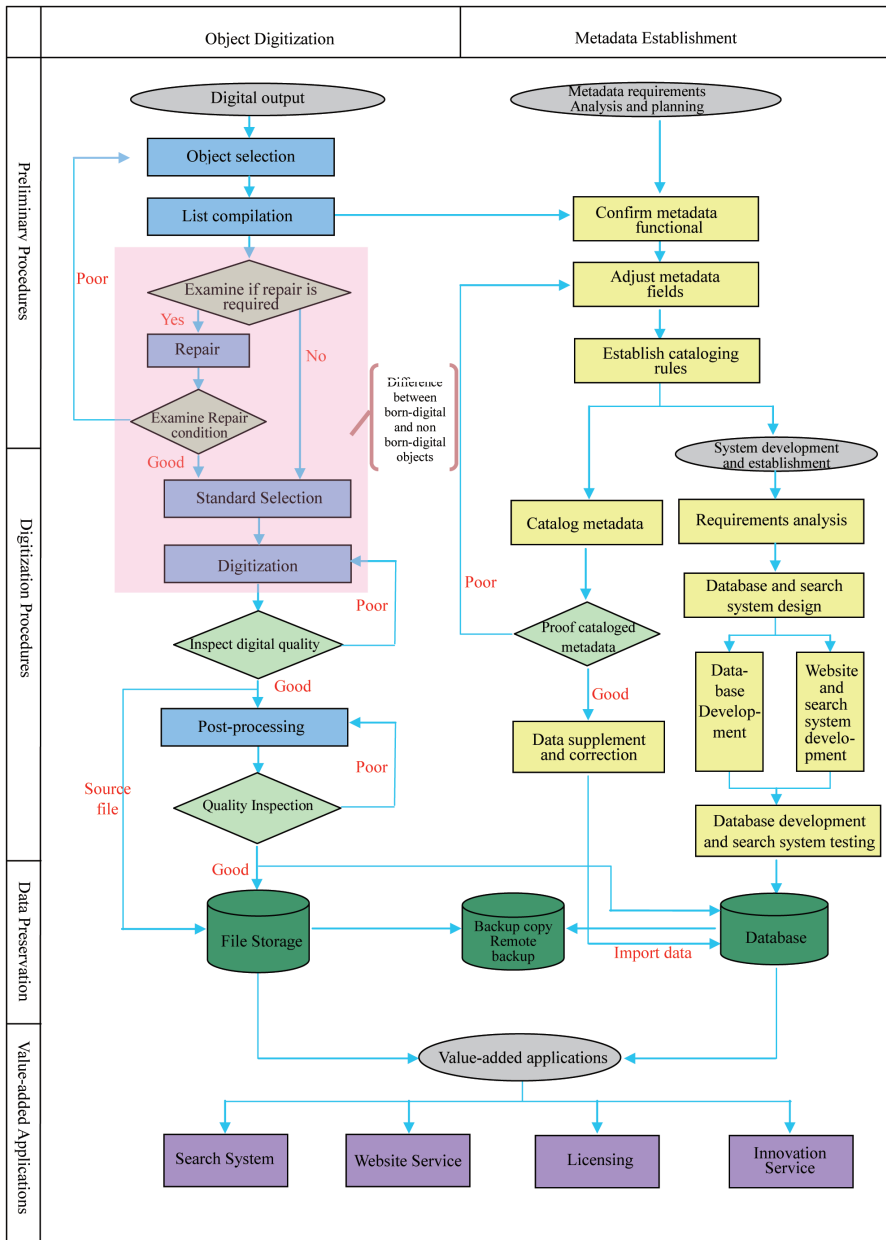 Object Digitization
Metadata Establishment
Preliminary Procedures
Digital output
Metadata requirements
Analysis and planning
Object selection
List compilation
Confirm metadata
functional
Poor
Examine if repair is
required
Adjust metadata
fields
Yes
No
Repair
Establish cataloging
rules
Difference
between
born-digital
and non
born-digital
objects
Examine Repair
condition
Good
System development
and establishment
Digitization Procedures
Standard Selection
Catalog metadata
Requirements analysis
Digitization
Poor
Poor
Database and search
system design
Inspect digital quality
Proof cataloged
metadata
Good
Good
Data-
base
Develop-
ment
Website
and
search
system
develo-
pment
Post-processing
Data supplement
and correction
Poor
Source
file
Quality Inspection
Database development
and search system testing
Good
Data Preservation
File Storage
Backup copy
Remote
backup
Database
Import data
Value-added Applications
Value-added applications
Search System
Website Service
Licensing
Innovation
Service